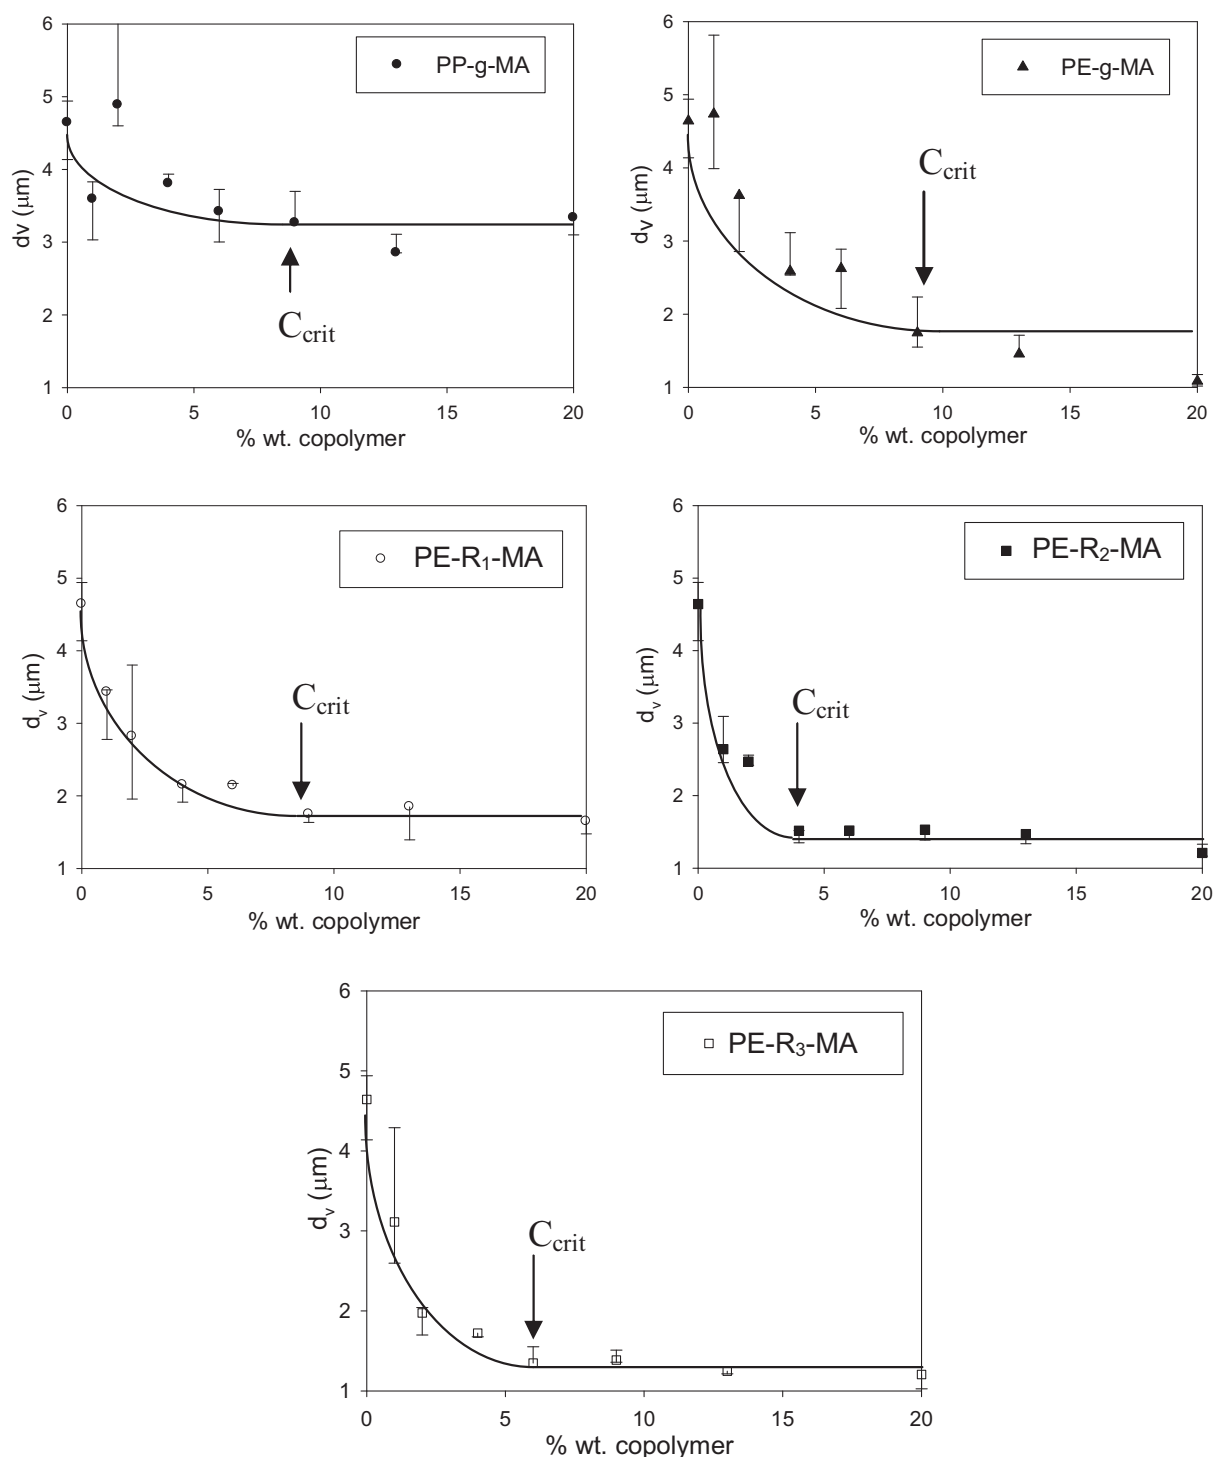 6
5
4
3
2
1
dv (μm)
PP-g-MA
C_crit
0 5 10 15 20
% wt. copolymer
6
5
4
3
2
1
d_v (μm)
PE-g-MA
C_crit
0 5 10 15 20
% wt. copolymer
6
5
4
3
2
1
d_v (μm)
PE-R₁-MA
C_crit
0 5 10 15 20
% wt. copolymer
6
5
4
3
2
1
d_v (μm)
PE-R₂-MA
C_crit
0 5 10 15 20
% wt. copolymer
6
5
4
3
2
1
d_v (μm)
PE-R₃-MA
C_crit
0 5 10 15 20
% wt. copolymer